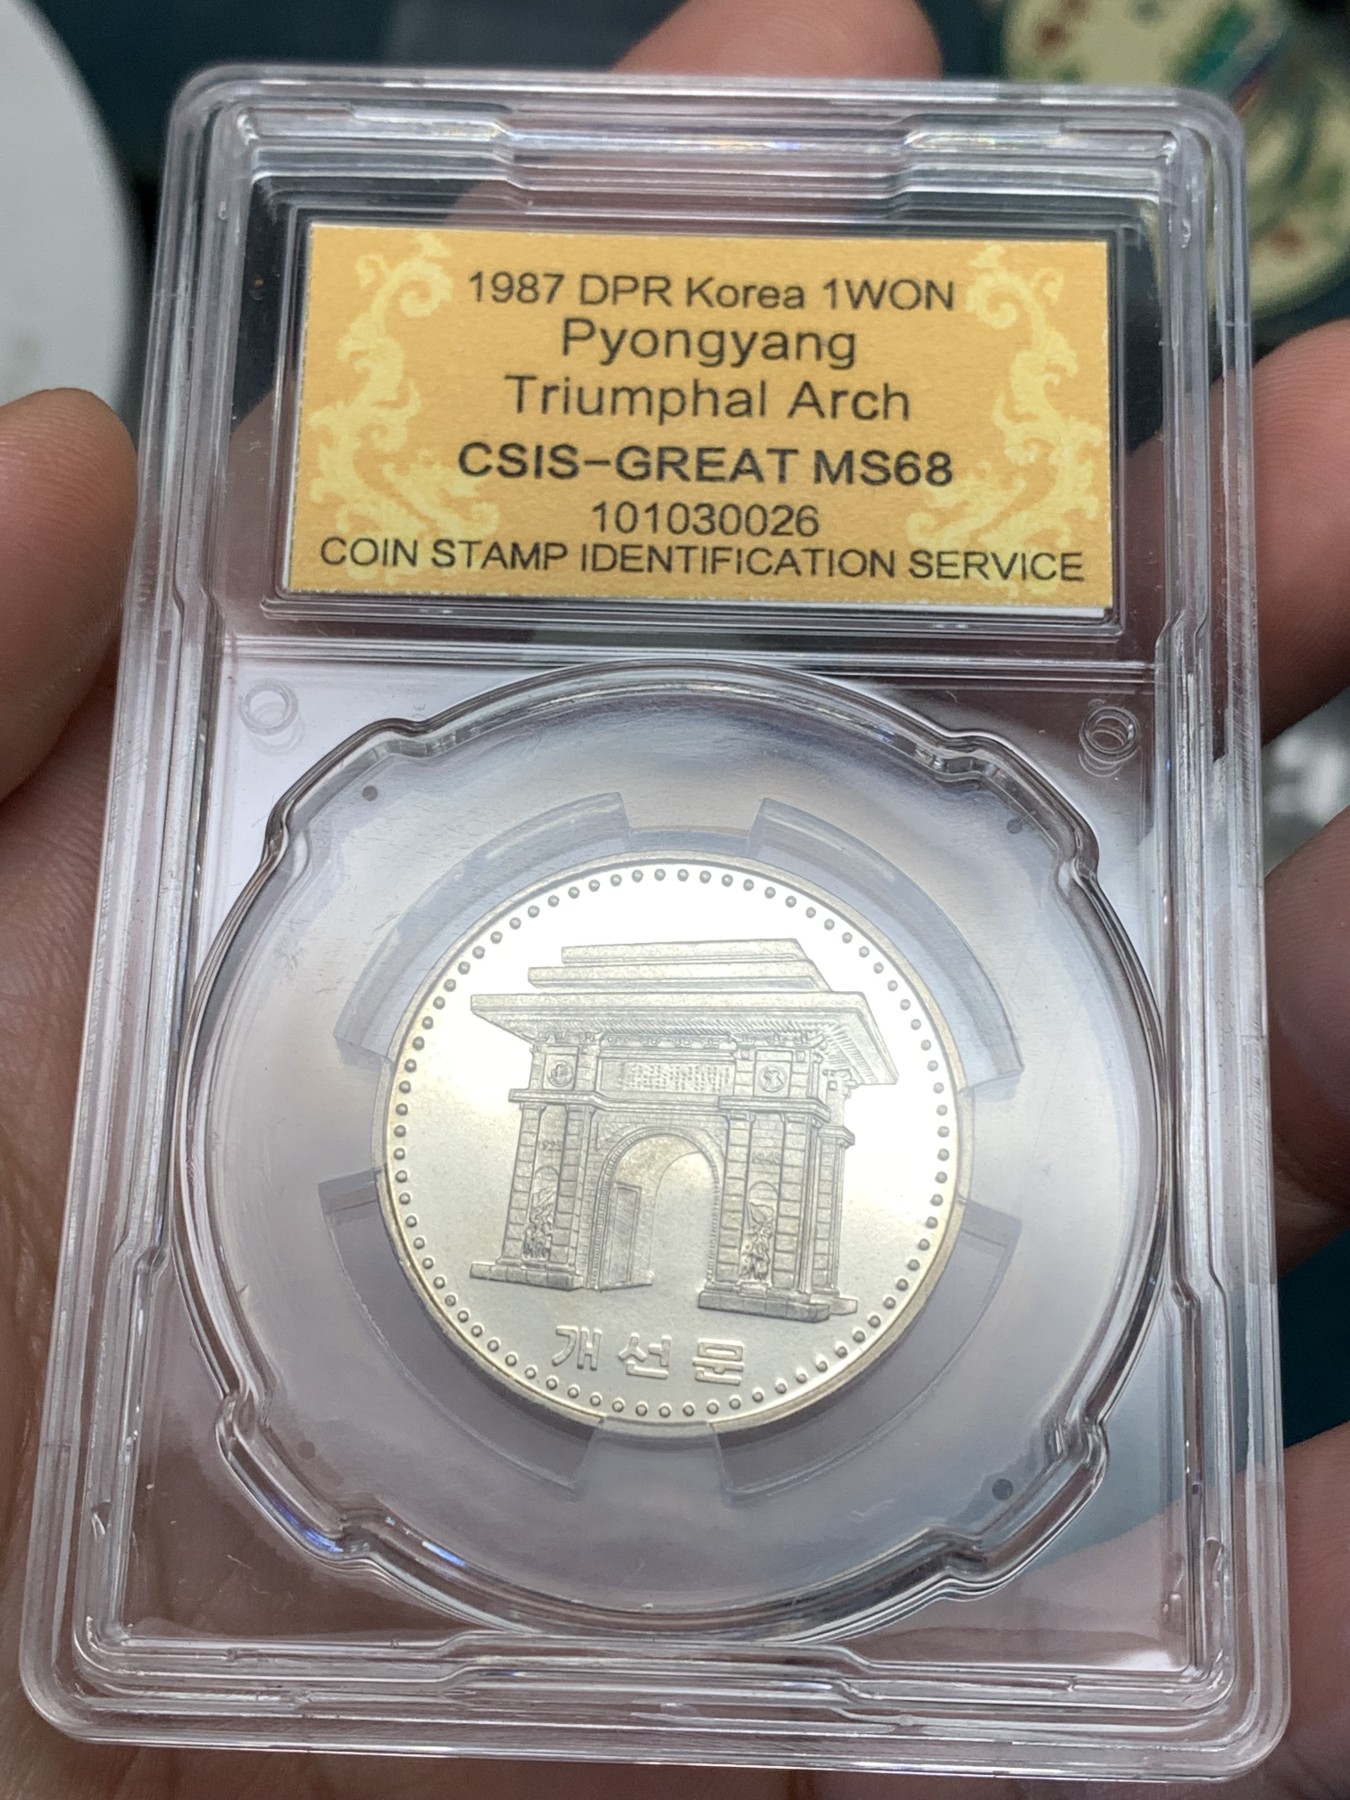 1987 DPR Korea 1WON
Pyongyang
Triumphal Arch
CSIS-GREAT MS68
101030026
COIN STAMP IDENTIFICATION SERVICE
개선문